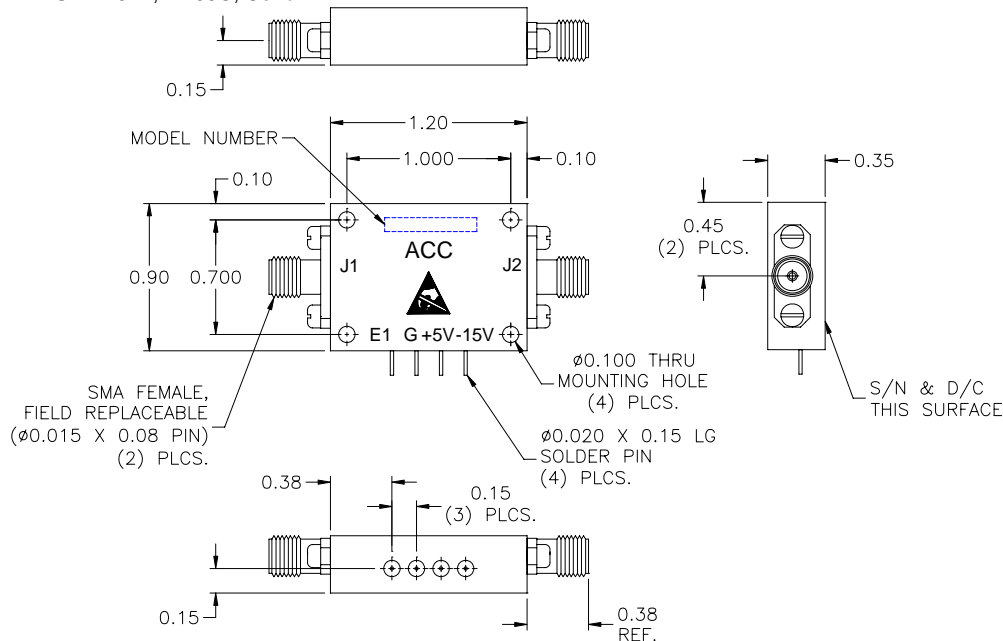 0.15
1.20
MODEL NUMBER
1.000
0.10
0.35
0.10
0.45
(2) PLCS.
ACC
J1
J2
0.90
0.700
E1 G +5V -15V
ø0.100 THRU
MOUNTING HOLE
(4) PLCS.
S/N & D/C
THIS SURFACE
SMA FEMALE,
FIELD REPLACEABLE
(ø0.015 X 0.08 PIN)
(2) PLCS.
ø0.020 X 0.15 LG
SOLDER PIN
(4) PLCS.
0.38
0.15
(3) PLCS.
0.15
0.38
REF.